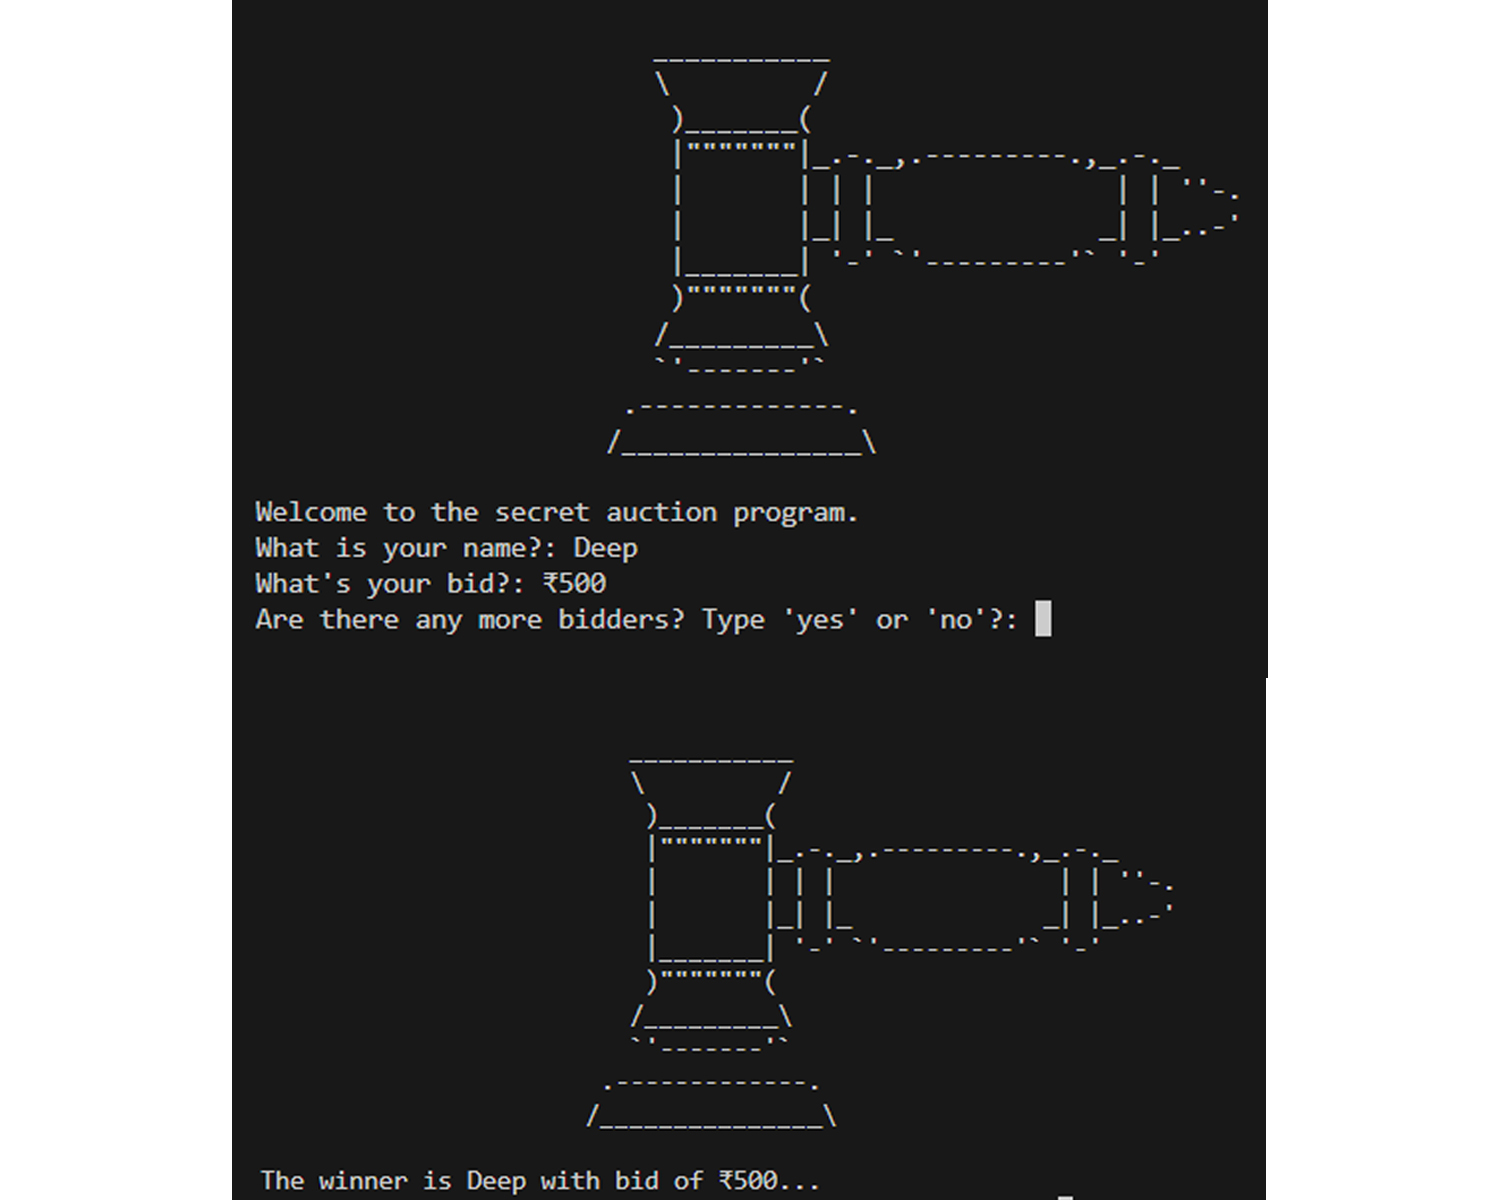 Welcome to the secret auction program.
What is your name?: Deep
What's your bid?: ₹500
Are there any more bidders? Type 'yes' or 'no'?:
The winner is Deep with bid of ₹500...